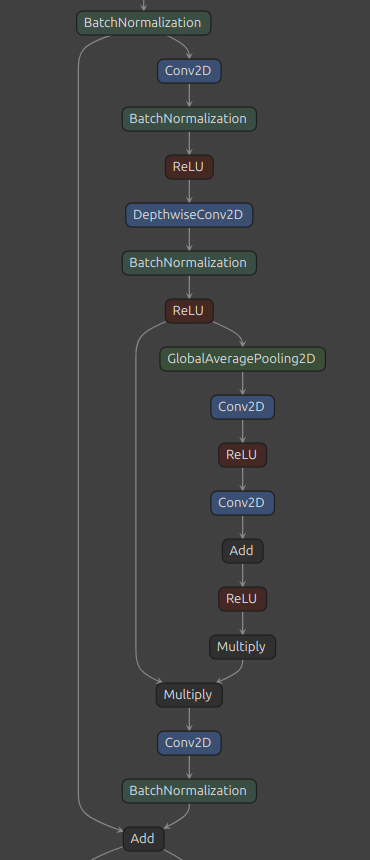 BatchNormalization
Conv2D
BatchNormalization
ReLU
DepthwiseConv2D
BatchNormalization
ReLU
GlobalAveragePooling2D
Conv2D
ReLU
Conv2D
Add
ReLU
Multiply
Multiply
Conv2D
BatchNormalization
Add